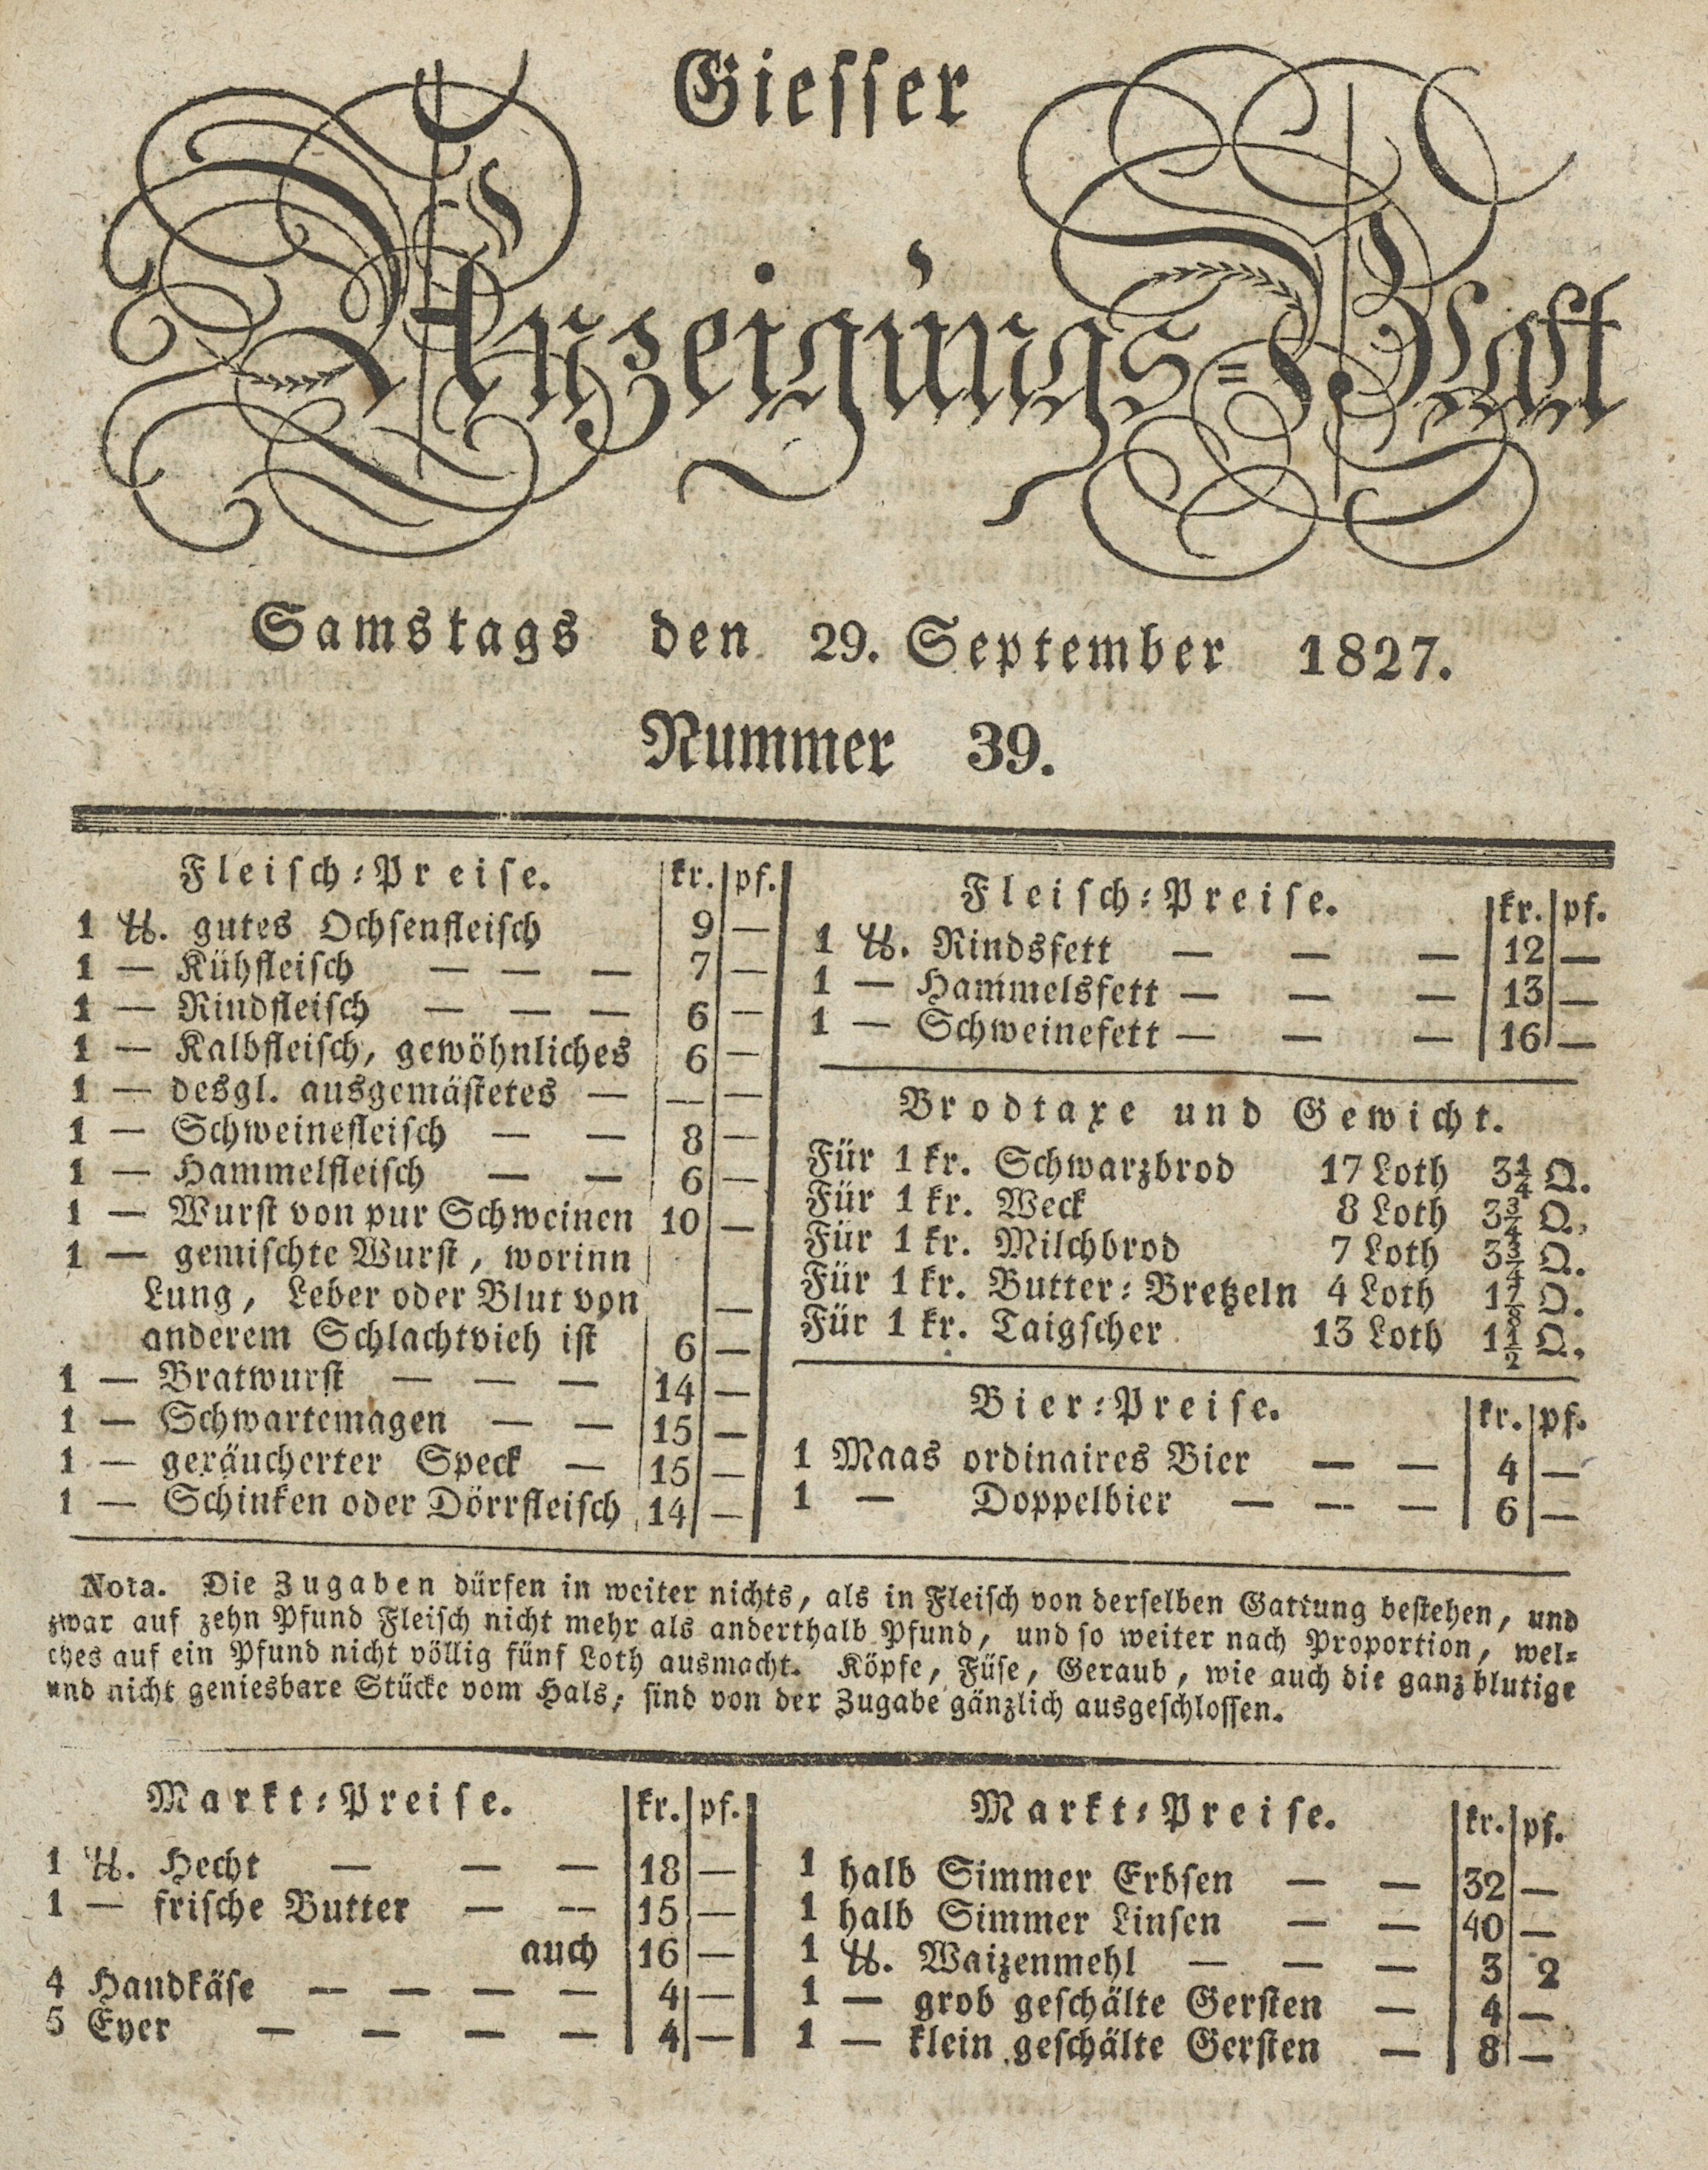 Giesser
Anzeigungs-Blatt
Samstags den 29. September 1827.
Nummer 39.
Fleisch-Preise. kr. pf.
1 ℔. gutes Ochsenfleisch 9 —
1 — Kühfleisch — — — 7 —
1 — Rindfleisch — — — 6 —
1 — Kalbfleisch, gewöhnliches 6 —
1 — desgl. ausgemästetes — — —
1 — Schweinefleisch — — 8 —
1 — Hammelfleisch — — 6 —
1 — Wurst von pur Schweinen 10 —
1 — gemischte Wurst, worinn
Lung, Leber oder Blut von —
anderem Schlachtvieh ist 6 —
1 — Bratwurst — — — 14 —
1 — Schwartemagen — — 15 —
1 — geräucherter Speck — 15 —
1 — Schinken oder Dörrfleisch 14 —
Fleisch-Preise. kr. pf.
1 ℔. Rindsfett — — — 12 —
1 — Hammelsfett — — — 13 —
1 — Schweinefett — — — 16 —
Brodtaxe und Gewicht.
Für 1 kr. Schwarzbrod 17 Loth 3¼ Q.
Für 1 kr. Weck 8 Loth 3¾ Q.
Für 1 kr. Milchbrod 7 Loth 3¾ Q.
Für 1 kr. Butter-Bretzeln 4 Loth 1⅞ Q.
Für 1 kr. Taigscher 13 Loth 1½ Q.
Bier-Preise. kr. pf.
1 Maas ordinaires Bier — — 4 —
1 — Doppelbier — — — 6 —
Nota. Die Zugaben dürfen in weiter nichts, als in Fleisch von derselben Gattung bestehen, und
zwar auf zehn Pfund Fleisch nicht mehr als anderthalb Pfund, und so weiter nach Proportion, wel-
ches auf ein Pfund nicht völlig fünf Loth ausmacht. Köpfe, Füse, Geraub, wie auch die ganz blutige
und nicht geniesbare Stücke vom Hals, sind von der Zugabe gänzlich ausgeschlossen.
Markt-Preise. kr. pf.
1 ℔. Hecht — — — 18 —
1 — frische Butter — — 15 —
auch 16 —
4 Handkäse — — — — 4 —
5 Eyer — — — — 4 —
Markt-Preise. kr. pf.
1 halb Simmer Erbsen — — 32 —
1 halb Simmer Linsen — — 40 —
1 ℔. Waizenmehl — — — 3 2
1 — grob geschälte Gersten — 4 —
1 — klein geschälte Gersten — 8 —